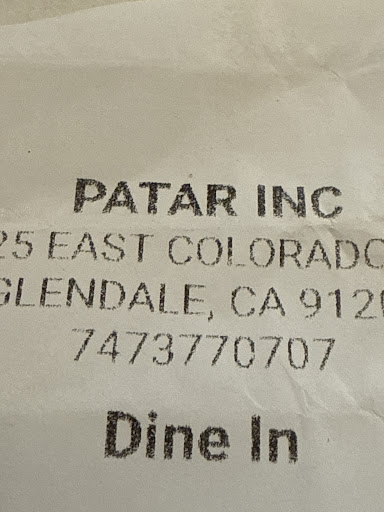 PATAR INC
25 EAST COLORADO
GLENDALE, CA 912
7473770707
Dine In